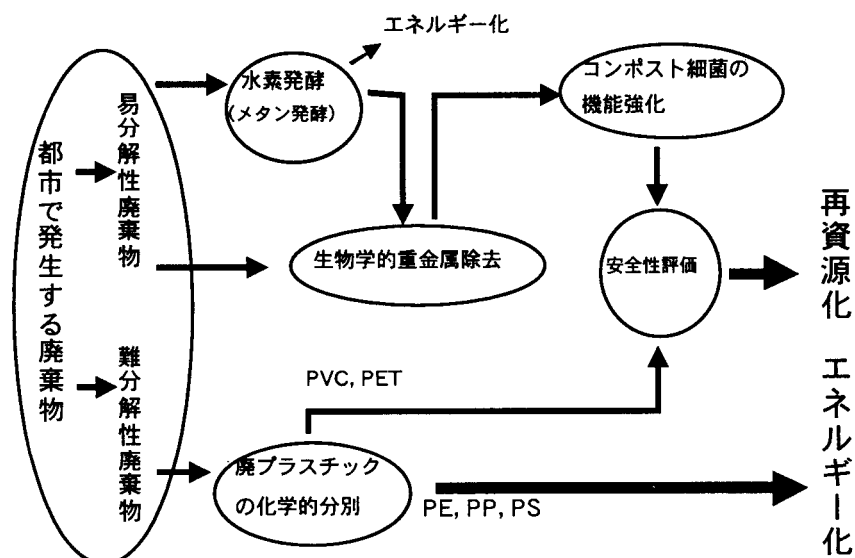 都市で発生する廃棄物
易分解性廃棄物
難分解性廃棄物
水素発酵
(メタン発酵)
エネルギー化
生物学的重金属除去
コンポスト細菌の
機能強化
安全性評価
PVC, PET
廃プラスチック
の化学的分別
PE, PP, PS
再資源化
エネルギー化